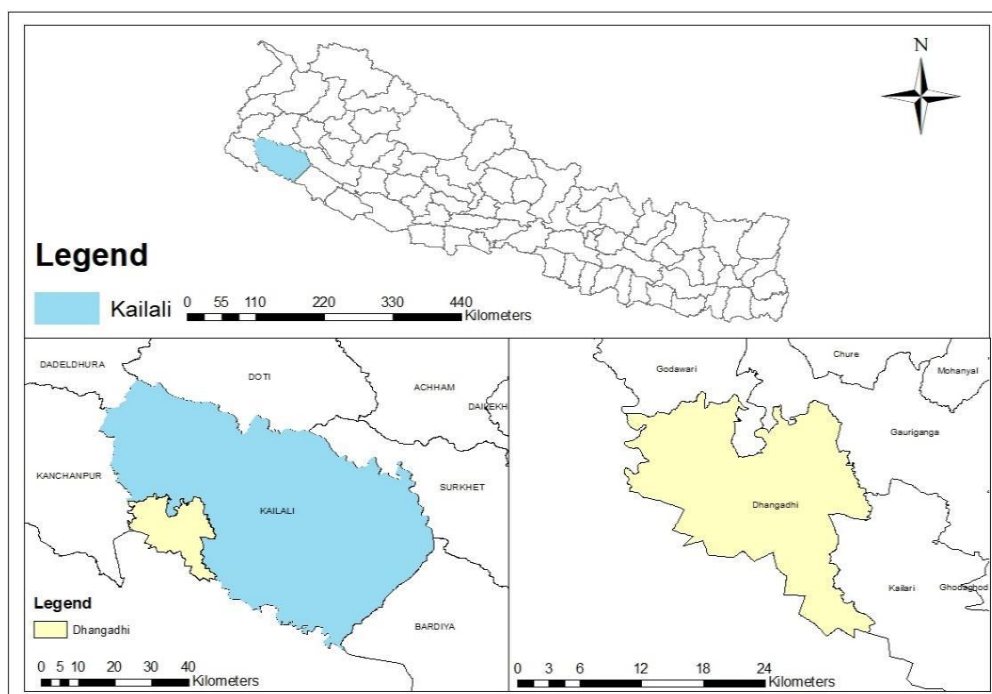 N
Legend
Kailali
0 55 110 220 330 440
Kilometers
DADELDHURA
DOTI
ACHHAM
DAILEKH
KANCHANPUR
SURKHET
KAILALI
BARDIYA
Legend
Dhangadhi
0 5 10 20 30 40
Kilometers
Godawari
Chure
Mohanyal
Gauriganga
Dhangadhi
Kailari
Ghodaghod
0 3 6 12 18 24
Kilometers